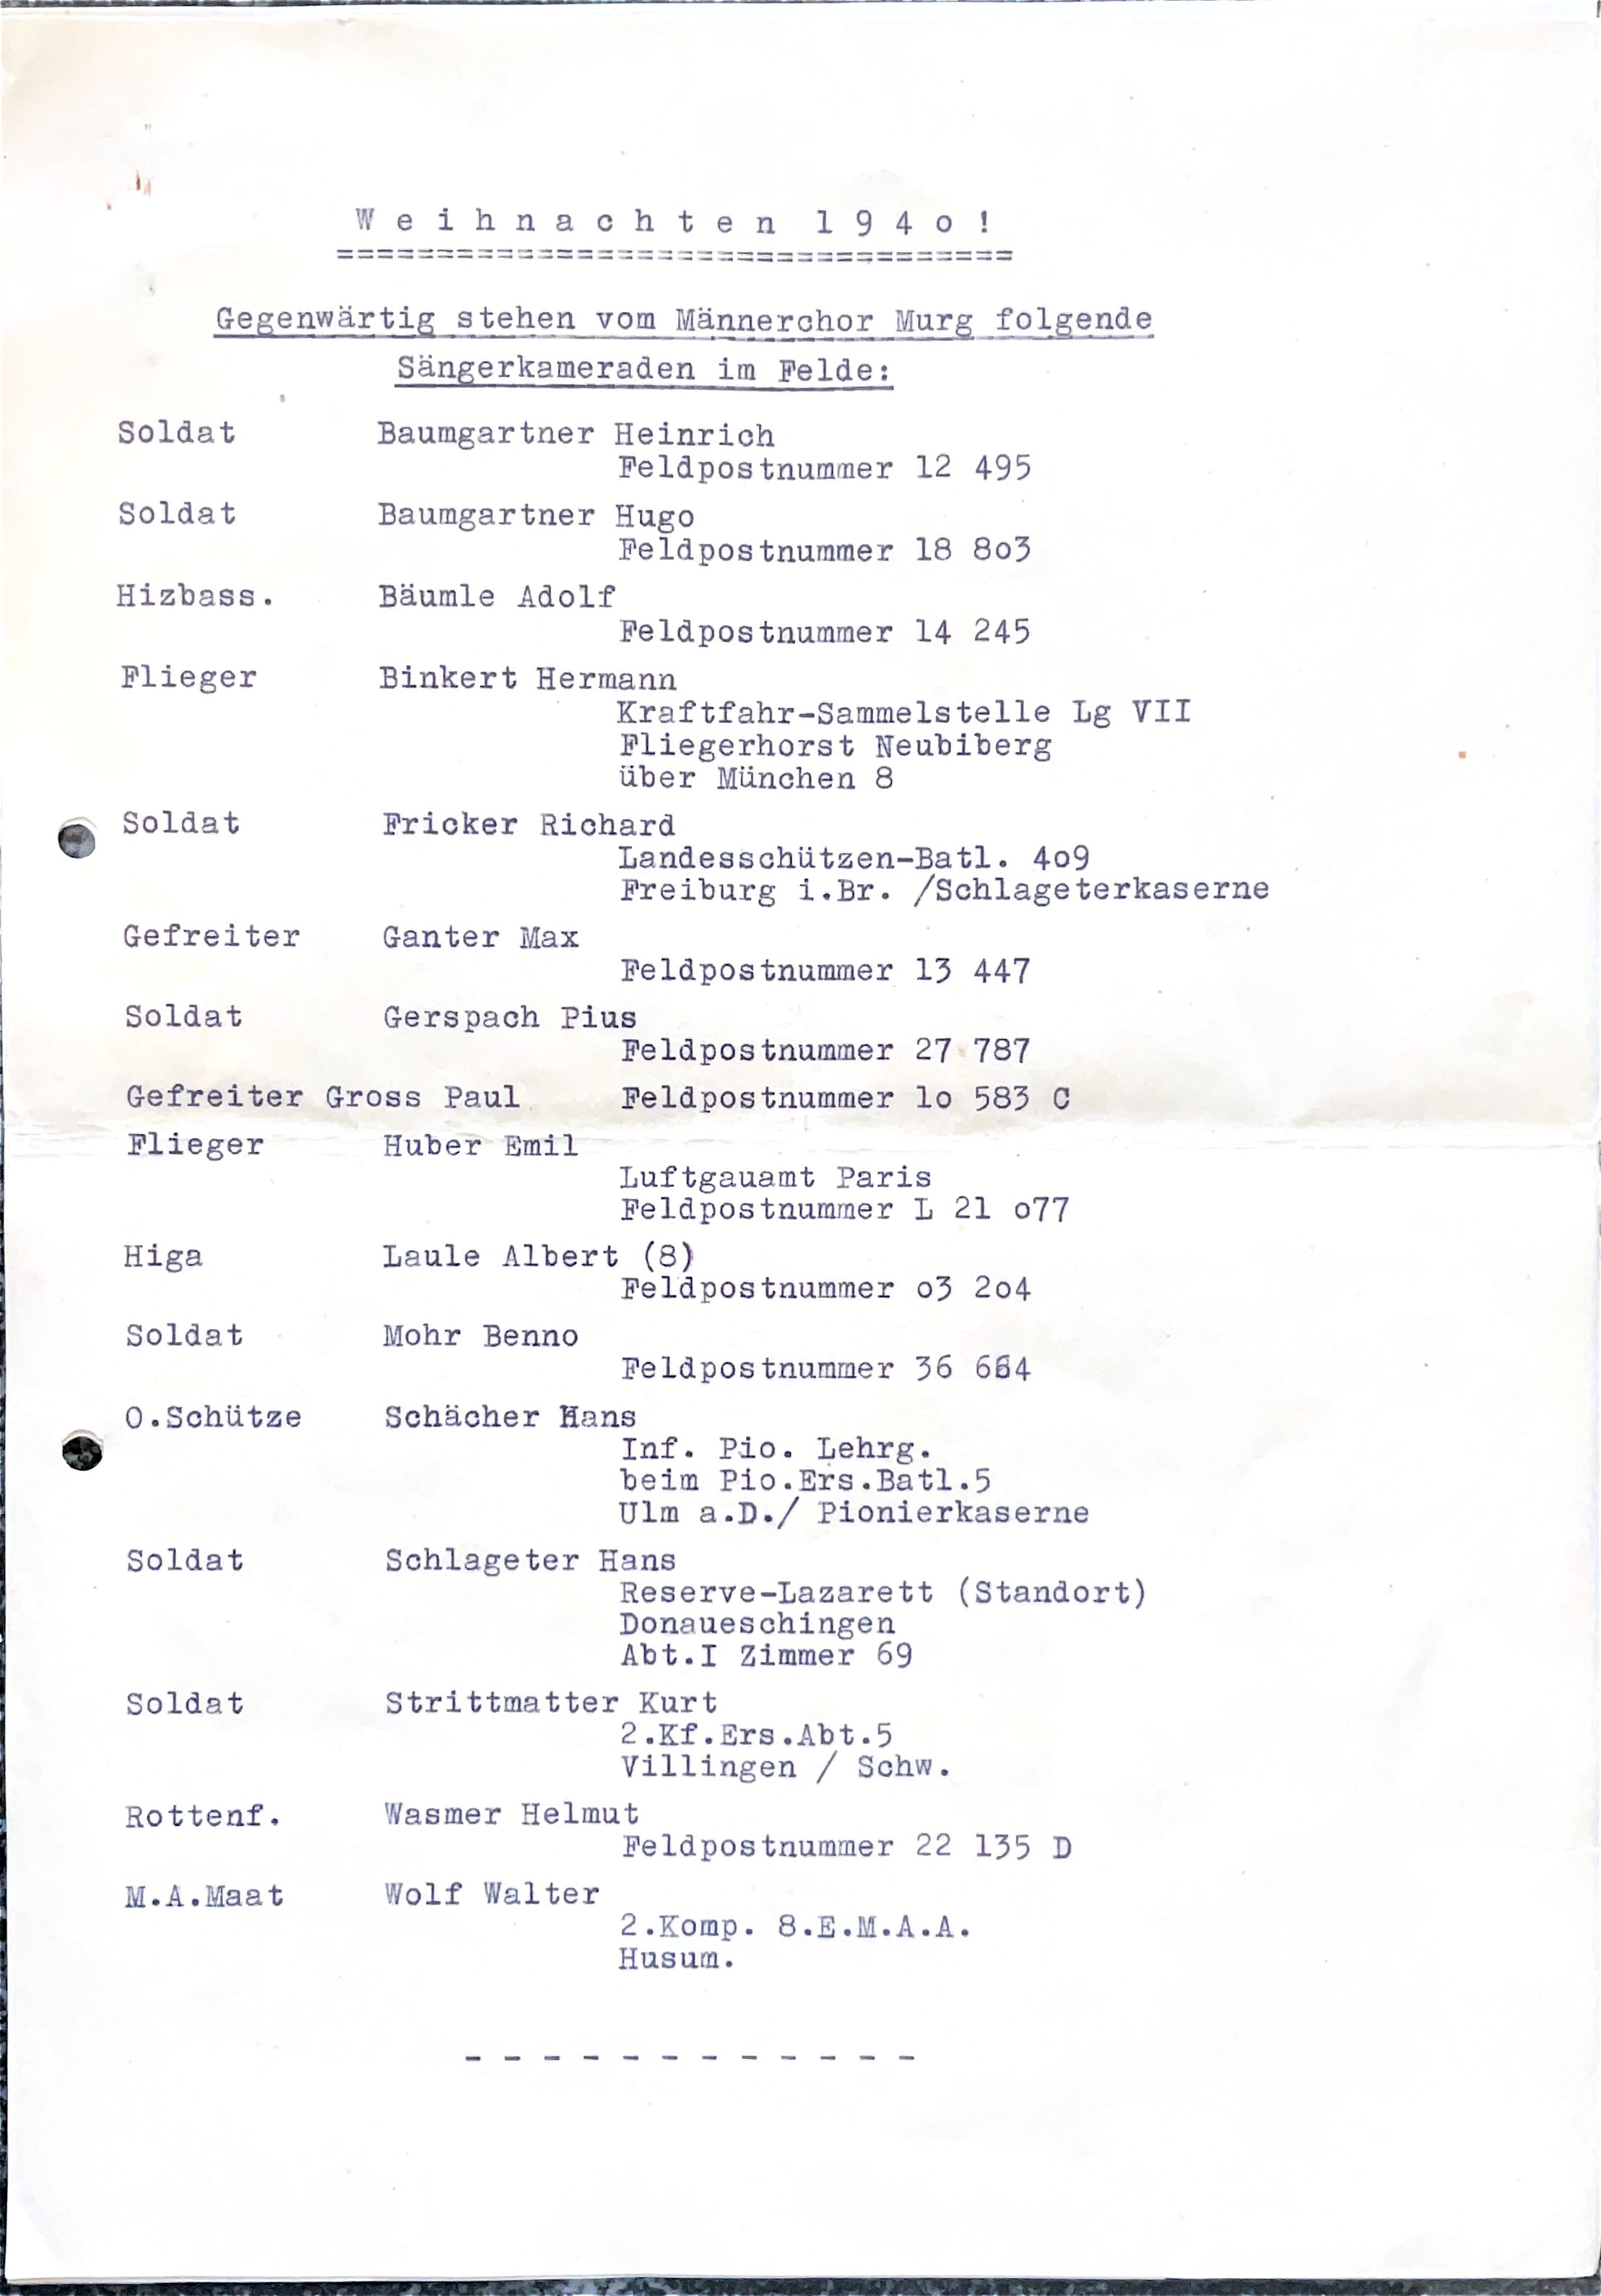 W e i h n a c h t e n 1 9 4 o !
==================================
Gegenwärtig stehen vom Männerchor Murg folgende
Sängerkameraden im Felde:
Soldat Baumgartner Heinrich
Feldpostnummer 12 495
Soldat Baumgartner Hugo
Feldpostnummer 18 8o3
Hizbass. Bäumle Adolf
Feldpostnummer 14 245
Flieger Binkert Hermann
Kraftfahr-Sammelstelle Lg VII
Fliegerhorst Neubiberg
über München 8
Soldat Fricker Richard
Landesschützen-Batl. 4o9
Freiburg i.Br. /Schlageterkaserne
Gefreiter Ganter Max
Feldpostnummer 13 447
Soldat Gerspach Pius
Feldpostnummer 27 787
Gefreiter Gross Paul Feldpostnummer 1o 583 C
Flieger Huber Emil
Luftgauamt Paris
Feldpostnummer L 21 o77
Higa Laule Albert (8)
Feldpostnummer o3 2o4
Soldat Mohr Benno
Feldpostnummer 36 664
O.Schütze Schächer Hans
Inf. Pio. Lehrg.
beim Pio.Ers.Batl.5
Ulm a.D./ Pionierkaserne
Soldat Schlageter Hans
Reserve-Lazarett (Standort)
Donaueschingen
Abt.I Zimmer 69
Soldat Strittmatter Kurt
2.Kf.Ers.Abt.5
Villingen / Schw.
Rottenf. Wasmer Helmut
Feldpostnummer 22 135 D
M.A.Maat Wolf Walter
2.Komp. 8.E.M.A.A.
Husum.
- - - - - - - - - - - -